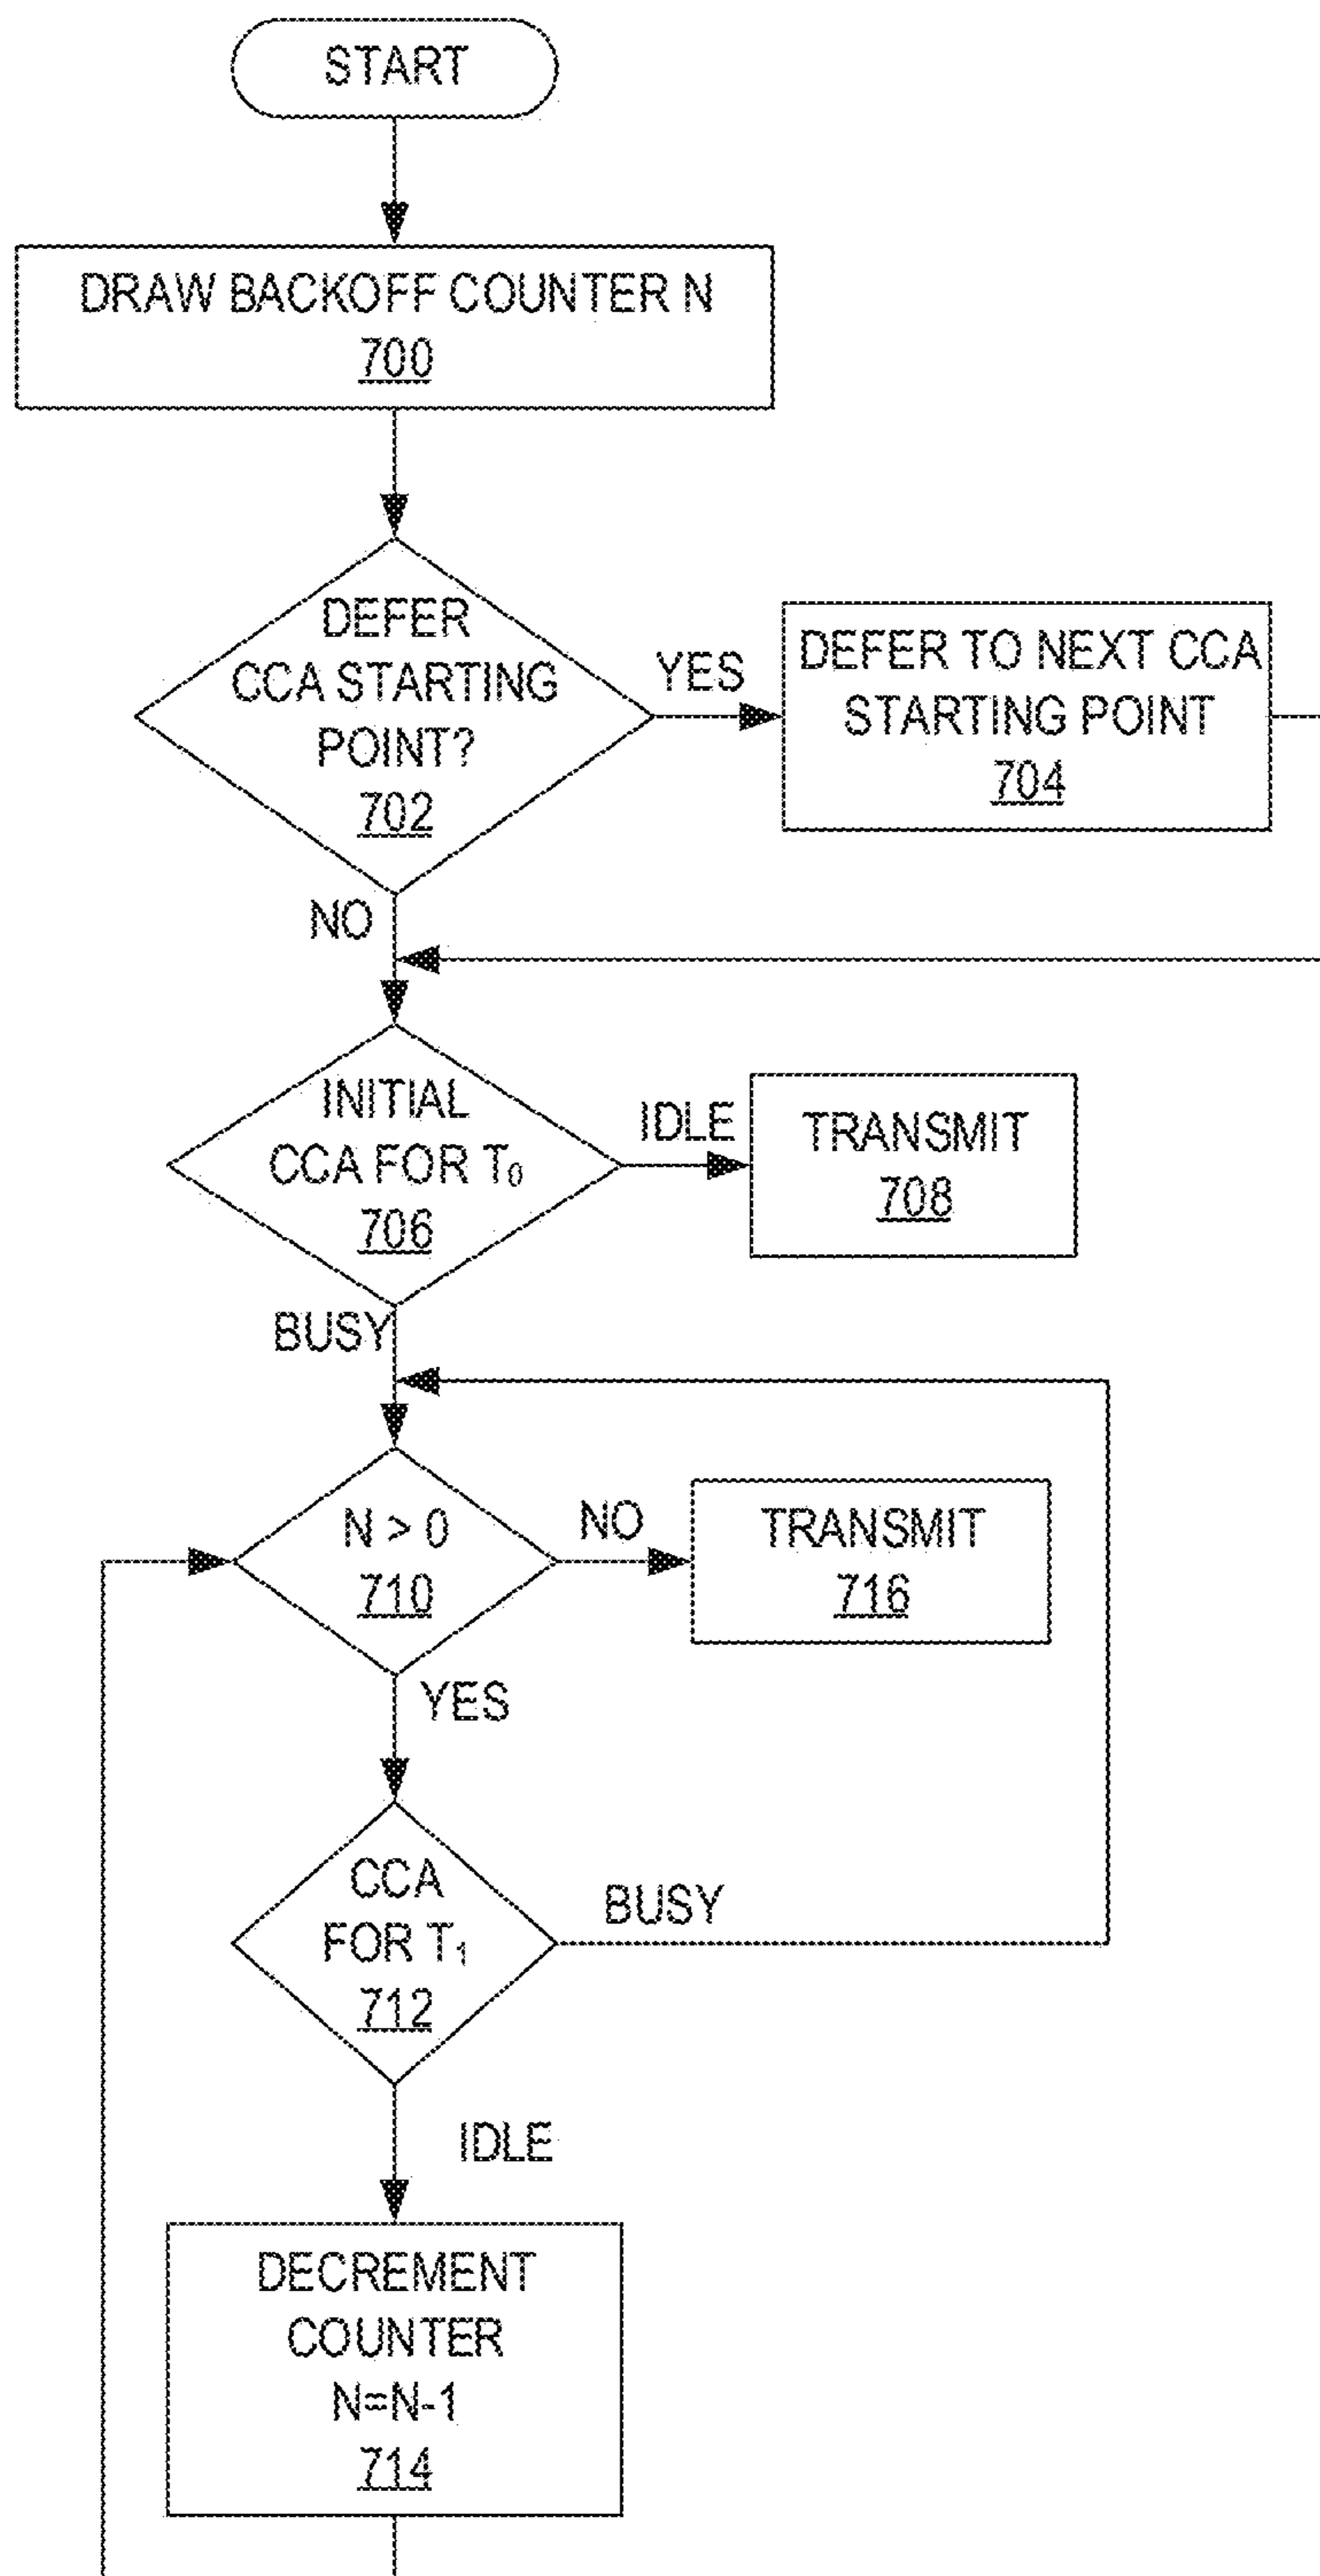 START
DRAW BACKOFF COUNTER N
700
DEFER
CCA STARTING
POINT?
702
YES
DEFER TO NEXT CCA
STARTING POINT
704
NO
INITIAL
CCA FOR T₀
706
IDLE
TRANSMIT
708
BUSY
N > 0
710
NO
TRANSMIT
716
YES
CCA
FOR T₁
712
BUSY
IDLE
DECREMENT
COUNTER
N=N-1
714